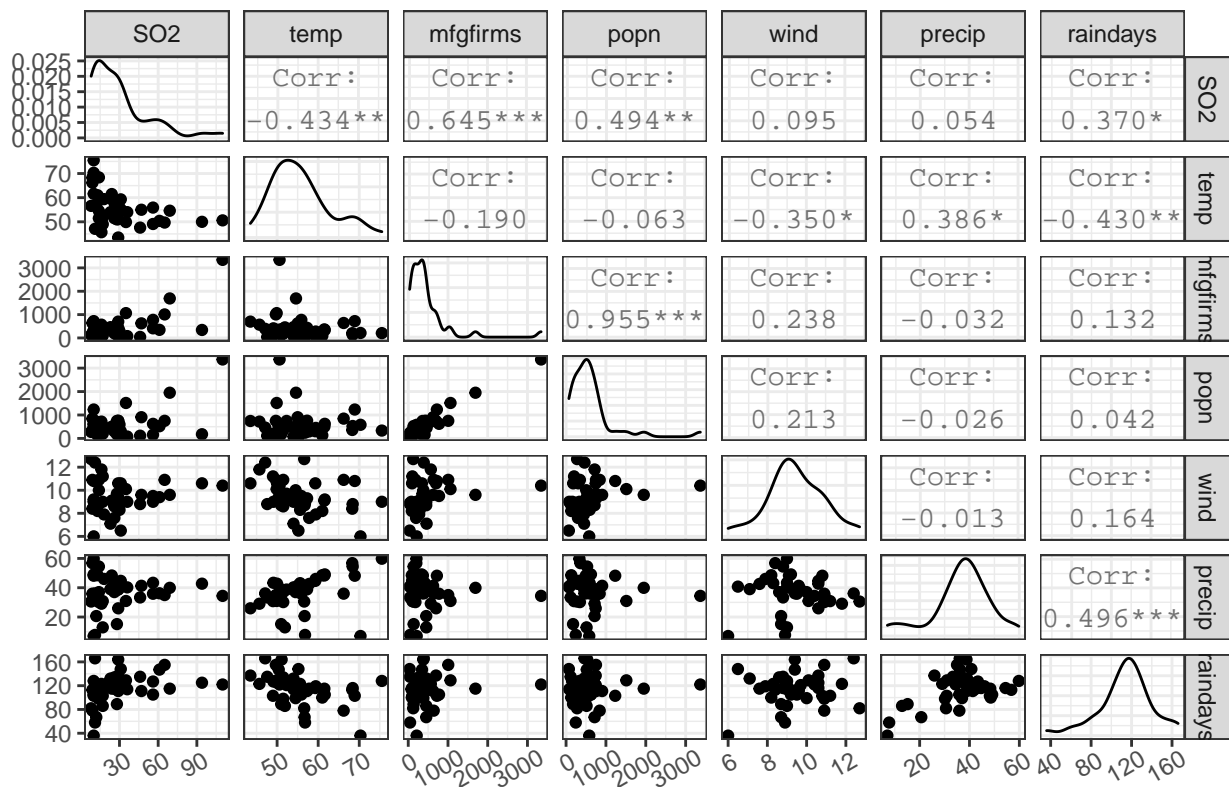 SO2 temp mfgfirms popn wind precip raindays
0.025
0.020
0.015
0.010
0.005
0.000
Corr: Corr: Corr: Corr: Corr: Corr:
-0.434** 0.645*** 0.494** 0.095 0.054 0.370*
SO2
70
60
50
Corr: Corr: Corr: Corr: Corr:
-0.190 -0.063 -0.350* 0.386* -0.430**
temp
3000
2000
1000
0
Corr: Corr: Corr: Corr:
0.955*** 0.238 -0.032 0.132
mfgfirms
3000
2000
1000
0
Corr: Corr: Corr:
0.213 -0.026 0.042
popn
12
10
8
6
Corr: Corr:
-0.013 0.164
wind
60
40
20
Corr:
0.496***
precip
160
120
80
40
raindays
30 60 90 50 60 70 0 1000 2000 3000 0 1000 2000 3000 6 8 10 12 20 40 60 40 80 120 160